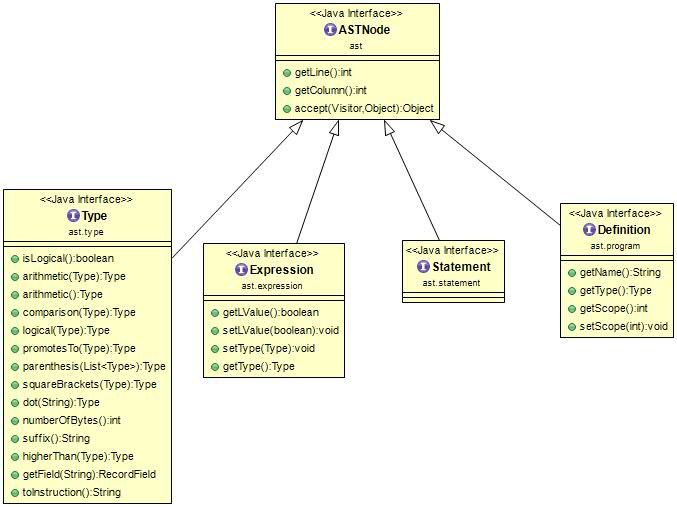 <<Java Interface>>
I ASTNode
ast
getLine():int
getColumn():int
accept(Visitor,Object):Object
<<Java Interface>>
I Type
ast.type
isLogical():boolean
arithmetic(Type):Type
arithmetic():Type
comparison(Type):Type
logical(Type):Type
promotesTo(Type):Type
parenthesis(List<Type>):Type
squareBrackets(Type):Type
dot(String):Type
numberOfBytes():int
suffix():String
higherThan(Type):Type
getField(String):RecordField
toInstruction():String
<<Java Interface>>
I Expression
ast.expression
getLValue():boolean
setLValue(boolean):void
setType(Type):void
getType():Type
<<Java Interface>>
I Statement
ast.statement
<<Java Interface>>
I Definition
ast.program
getName():String
getType():Type
getScope():int
setScope(int):void